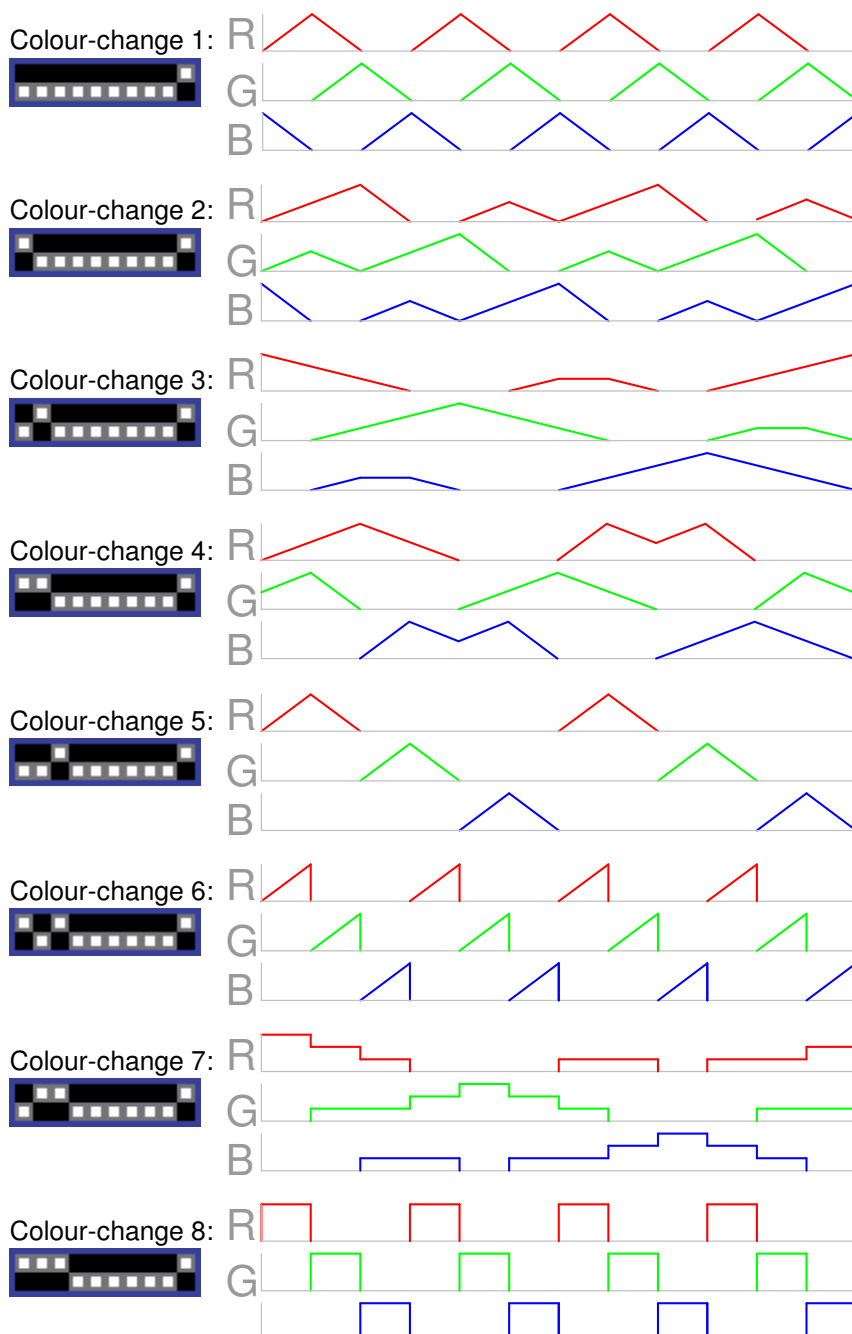 Colour-change 1: R
G
B
Colour-change 2: R
G
B
Colour-change 3: R
G
B
Colour-change 4: R
G
B
Colour-change 5: R
G
B
Colour-change 6: R
G
B
Colour-change 7: R
G
B
Colour-change 8: R
G